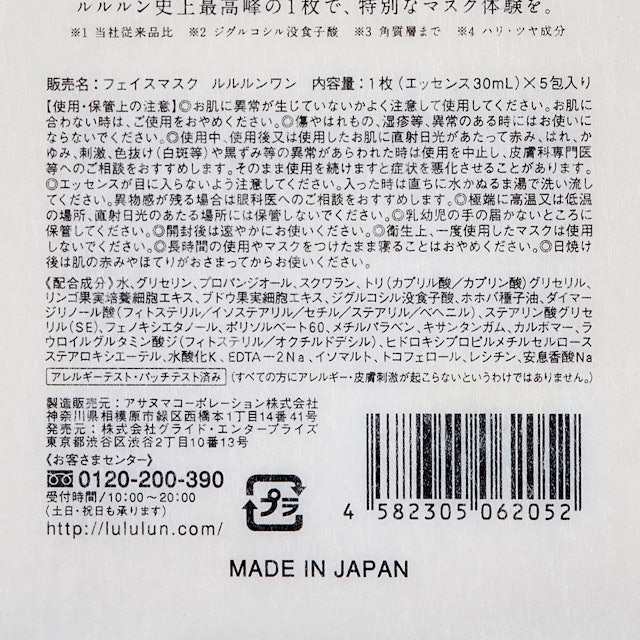 ルルルン史上最高峰の1枚で、特別なマスク体験を。
※1 当社従来品比 ※2 ジグルコシル没食子酸 ※3 角質層まで ※4 ハリ・ツヤ成分
販売名：フェイスマスク ルルルンワン 内容量：1枚（エッセンス30mL）×5包入り
【使用・保管上の注意】◎お肌に異常が生じていないかよく注意して使用してください。お肌に
合わない時は、ご使用をおやめください。◎傷やはれもの、湿疹等、異常のある時にはお使いに
ならないでください。◎使用中、使用後又は使用したお肌に直射日光があたって赤み、はれ、か
ゆみ、刺激、色抜け（白斑等）や黒ずみ等の異常があらわれた時は使用を中止し、皮膚科専門医
等へのご相談をおすすめします。そのまま使用を続けますと症状を悪化させることがあります。
◎エッセンスが目に入らないよう注意してください。入った時は直ちに水かぬるま湯で洗い流し
てください。異物感が残る場合は眼科医へのご相談をおすすめします。◎極端に高温又は低温
の場所、直射日光のあたる場所には保管しないでください。◎乳幼児の手の届かないところに
保管してください。◎開封後は速やかにお使いください。◎衛生上、一度使用したマスクは使用
しないでください。◎長時間の使用やマスクをつけたまま寝ることはおやめください。◎日焼け
後は肌の赤みやほてりがおさまってからお使いください。
《配合成分》水、グリセリン、プロパンジオール、スクワラン、トリ（カプリル酸／カプリン酸）グリセリル、
リンゴ果実培養細胞エキス、ブドウ果実細胞エキス、ジグルコシル没食子酸、ホホバ種子油、ダイマー
ジリノール酸（フィトステリル／イソステアリル／セチル／ステアリル／ベヘニル）、ステアリン酸グリセ
リル（SE）、フェノキシエタノール、ポリソルベート60、メチルパラベン、キサンタンガム、カルボマー、ラ
ウロイルグルタミン酸ジ（フィトステリル／オクチルドデシル）、ヒドロキシプロピルメチルセルロース
ステアロキシエーテル、水酸化K、EDTA－2Na、イソマルト、トコフェロール、レシチン、安息香酸Na
アレルギーテスト・パッチテスト済み（すべての方にアレルギー・皮膚刺激が起こらないというわけではありません。）
製造販売元：アサヌマコーポレーション株式会社
神奈川県相模原市緑区西橋本1丁目14番41号
発売元：株式会社グライド・エンタープライズ
東京都渋谷区渋谷2丁目10番13号
《お客さまセンター》
0120-200-390
受付時間／10:00～20:00
（土日・祝日も承ります）
http://lululun.com/
プラ
4 582305 062052
MADE IN JAPAN